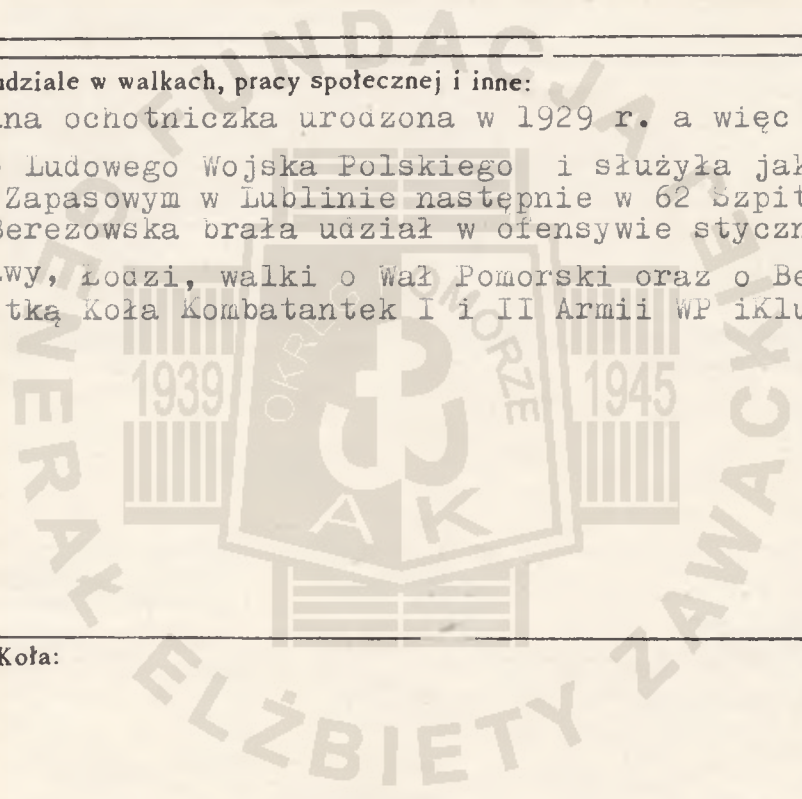 udziale w walkach, pracy społecznej i inne:
na ochotniczka urodzona w 1929 r. a więc
Ludowego Wojska Polskiego i służyła jak
Zapasowym w Lublinie następnie w 62 Szpit
Berezowska brała udział w ofensywie styczn
wy, Łodzi, walki o Wał Pomorski oraz o Be
tką Koła Kombatantek I i II Armii WP iKlu
Koła:
FUNDACJA
GENERAŁ ELŻBIETY ZAWACKIEJ
OKRĘG POMORZE
1939
1945
AK